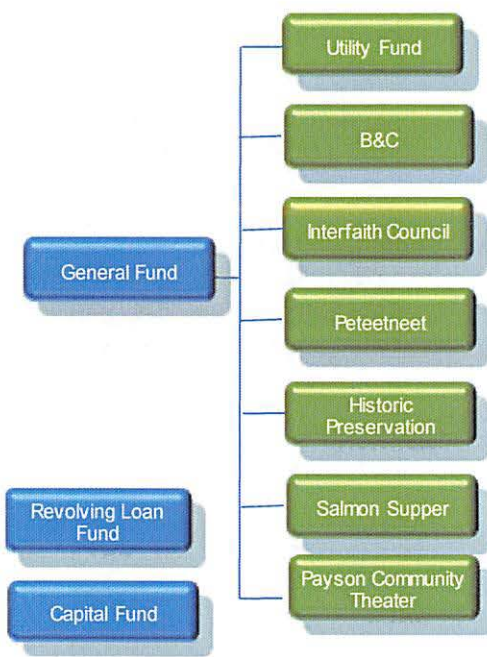 Utility Fund
B&C
Interfaith Council
General Fund
Peteetneet
Historic
Preservation
Revolving Loan
Fund
Salmon Supper
Capital Fund
Payson Community
Theater